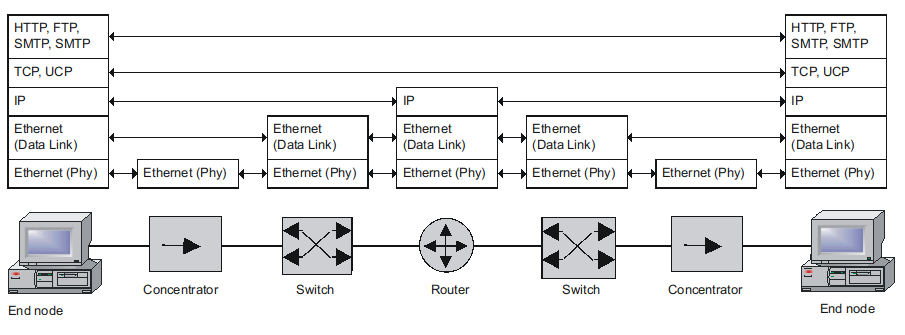 HTTP, FTP,
SMTP, SMTP
HTTP, FTP,
SMTP, SMTP
TCP, UCP
TCP, UCP
IP
IP
IP
Ethernet
(Data Link)
Ethernet
(Data Link)
Ethernet
(Data Link)
Ethernet
(Data Link)
Ethernet
(Data Link)
Ethernet (Phy)
Ethernet (Phy)
Ethernet (Phy)
Ethernet (Phy)
Ethernet (Phy)
Ethernet (Phy)
Ethernet (Phy)
End node
Concentrator
Switch
Router
Switch
Concentrator
End node